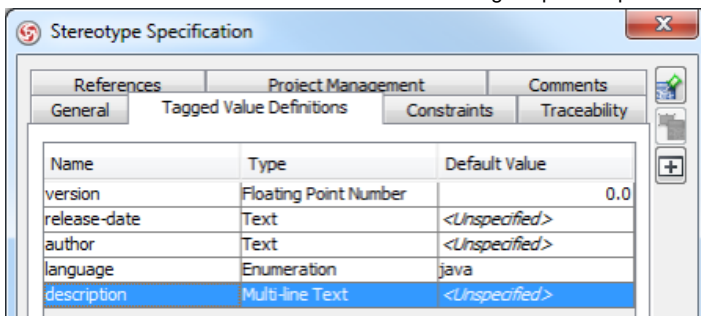 Stereotype Specification
References Project Management Comments
General Tagged Value Definitions Constraints Traceability
Name Type Default Value
version Floating Point Number 0.0
release-date Text <Unspecified>
author Text <Unspecified>
language Enumeration java
description Multi-line Text <Unspecified>